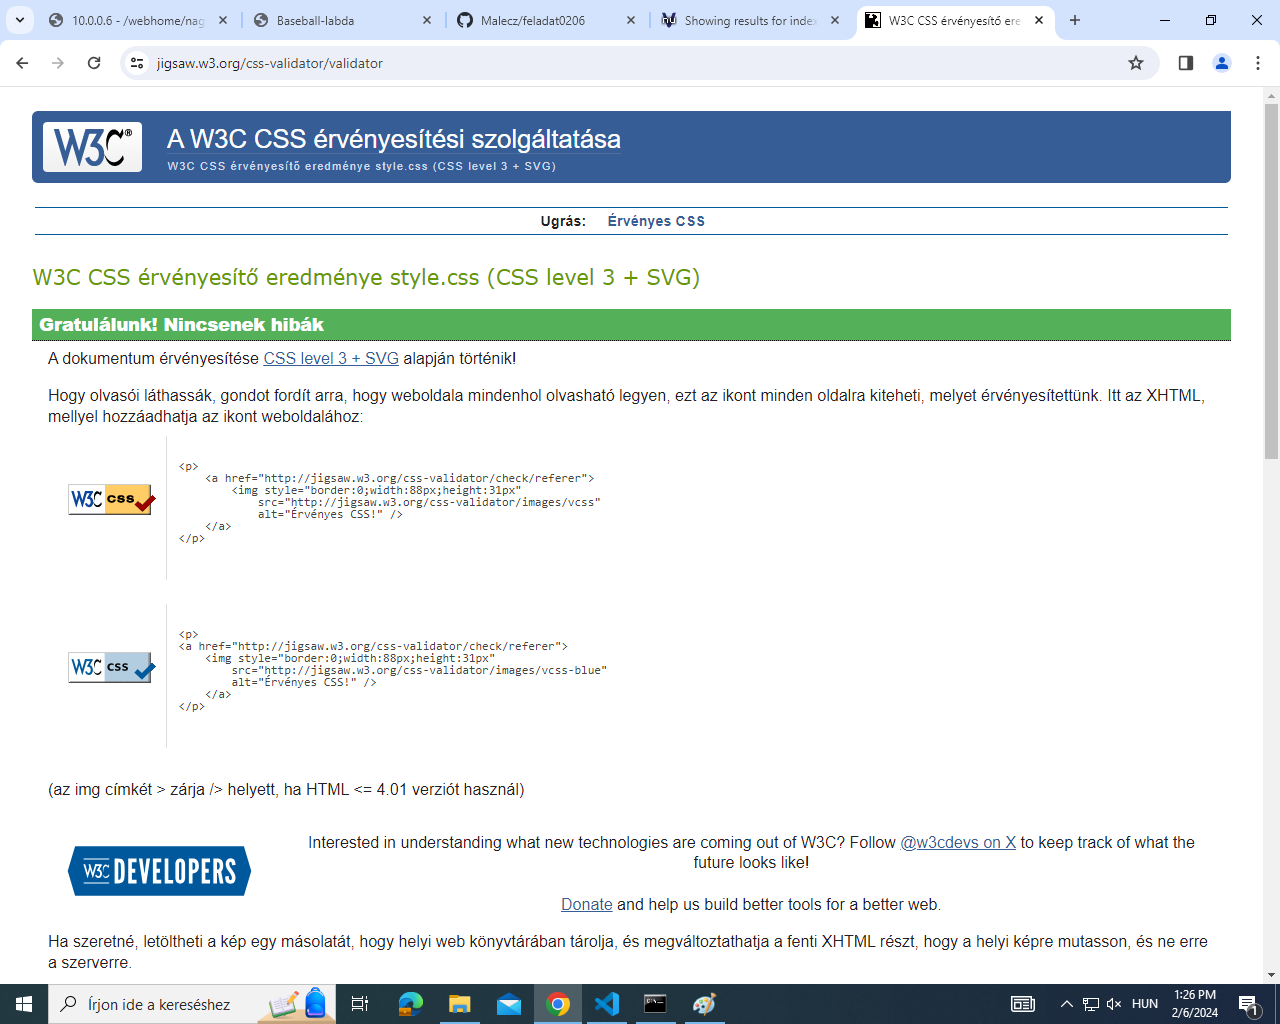 10.0.0.6 - /webhome/nag
Baseball-labda
Malecz/feladat0206
Showing results for index
W3C CSS érvényesítő ere
jigsaw.w3.org/css-validator/validator
W3C®
A W3C CSS érvényesítési szolgáltatása
W3C CSS érvényesítő eredménye style.css (CSS level 3 + SVG)
Ugrás: Érvényes CSS
W3C CSS érvényesítő eredménye style.css (CSS level 3 + SVG)
Gratulálunk! Nincsenek hibák
A dokumentum érvényesítése CSS level 3 + SVG alapján történik!
Hogy olvasói láthassák, gondot fordít arra, hogy weboldala mindenhol olvasható legyen, ezt az ikont minden oldalra kiteheti, melyet érvényesítettünk. Itt az XHTML,
mellyel hozzáadhatja az ikont weboldalához:
W3C css
<p>
<a href="http://jigsaw.w3.org/css-validator/check/referer">
<img style="border:0;width:88px;height:31px"
src="http://jigsaw.w3.org/css-validator/images/vcss"
alt="Érvényes CSS!" />
</a>
</p>
W3C css
<p>
<a href="http://jigsaw.w3.org/css-validator/check/referer">
<img style="border:0;width:88px;height:31px"
src="http://jigsaw.w3.org/css-validator/images/vcss-blue"
alt="Érvényes CSS!" />
</a>
</p>
(az img címkét > zárja /> helyett, ha HTML <= 4.01 verziót használ)
W3C DEVELOPERS
Interested in understanding what new technologies are coming out of W3C? Follow @w3cdevs on X to keep track of what the
future looks like!
Donate and help us build better tools for a better web.
Ha szeretné, letöltheti a kép egy másolatát, hogy helyi web könyvtárában tárolja, és megváltoztathatja a fenti XHTML részt, hogy a helyi képre mutasson, és ne erre
a szerverre.
Írjon ide a kereséshez
HUN
1:26 PM
2/6/2024
1